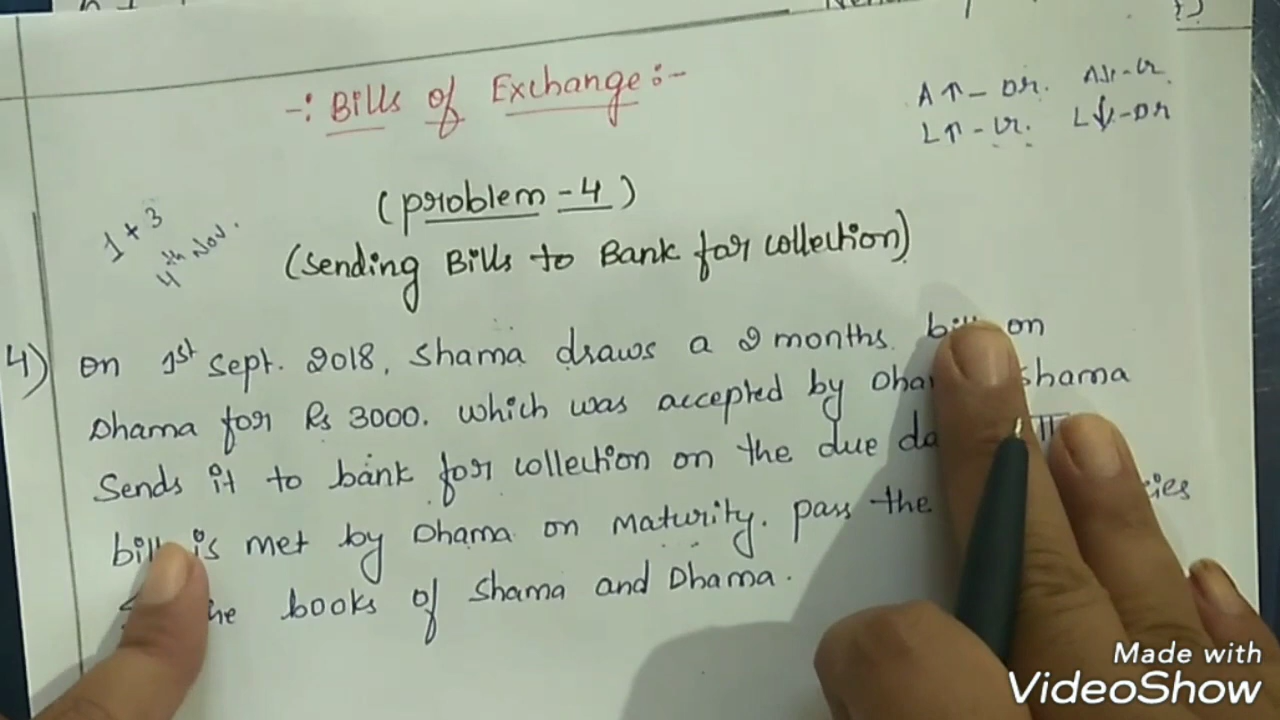 -: Bills of Exchange :-
A↑ - Dr. A↓ - Cr
L↑ - Cr. L↓ - Dr
(problem - 4)
1 + 3
4th Nov.
(Sending Bills to Bank for collection)
4) On 1st Sept. 2018, Shama draws a 2 months bill on
Dhama for Rs 3000. which was accepted by Shama
Sends it to bank for collection on the due
bill is met by Dhama on maturity. pass the
books of Shama and Dhama.
Made with
VideoShow